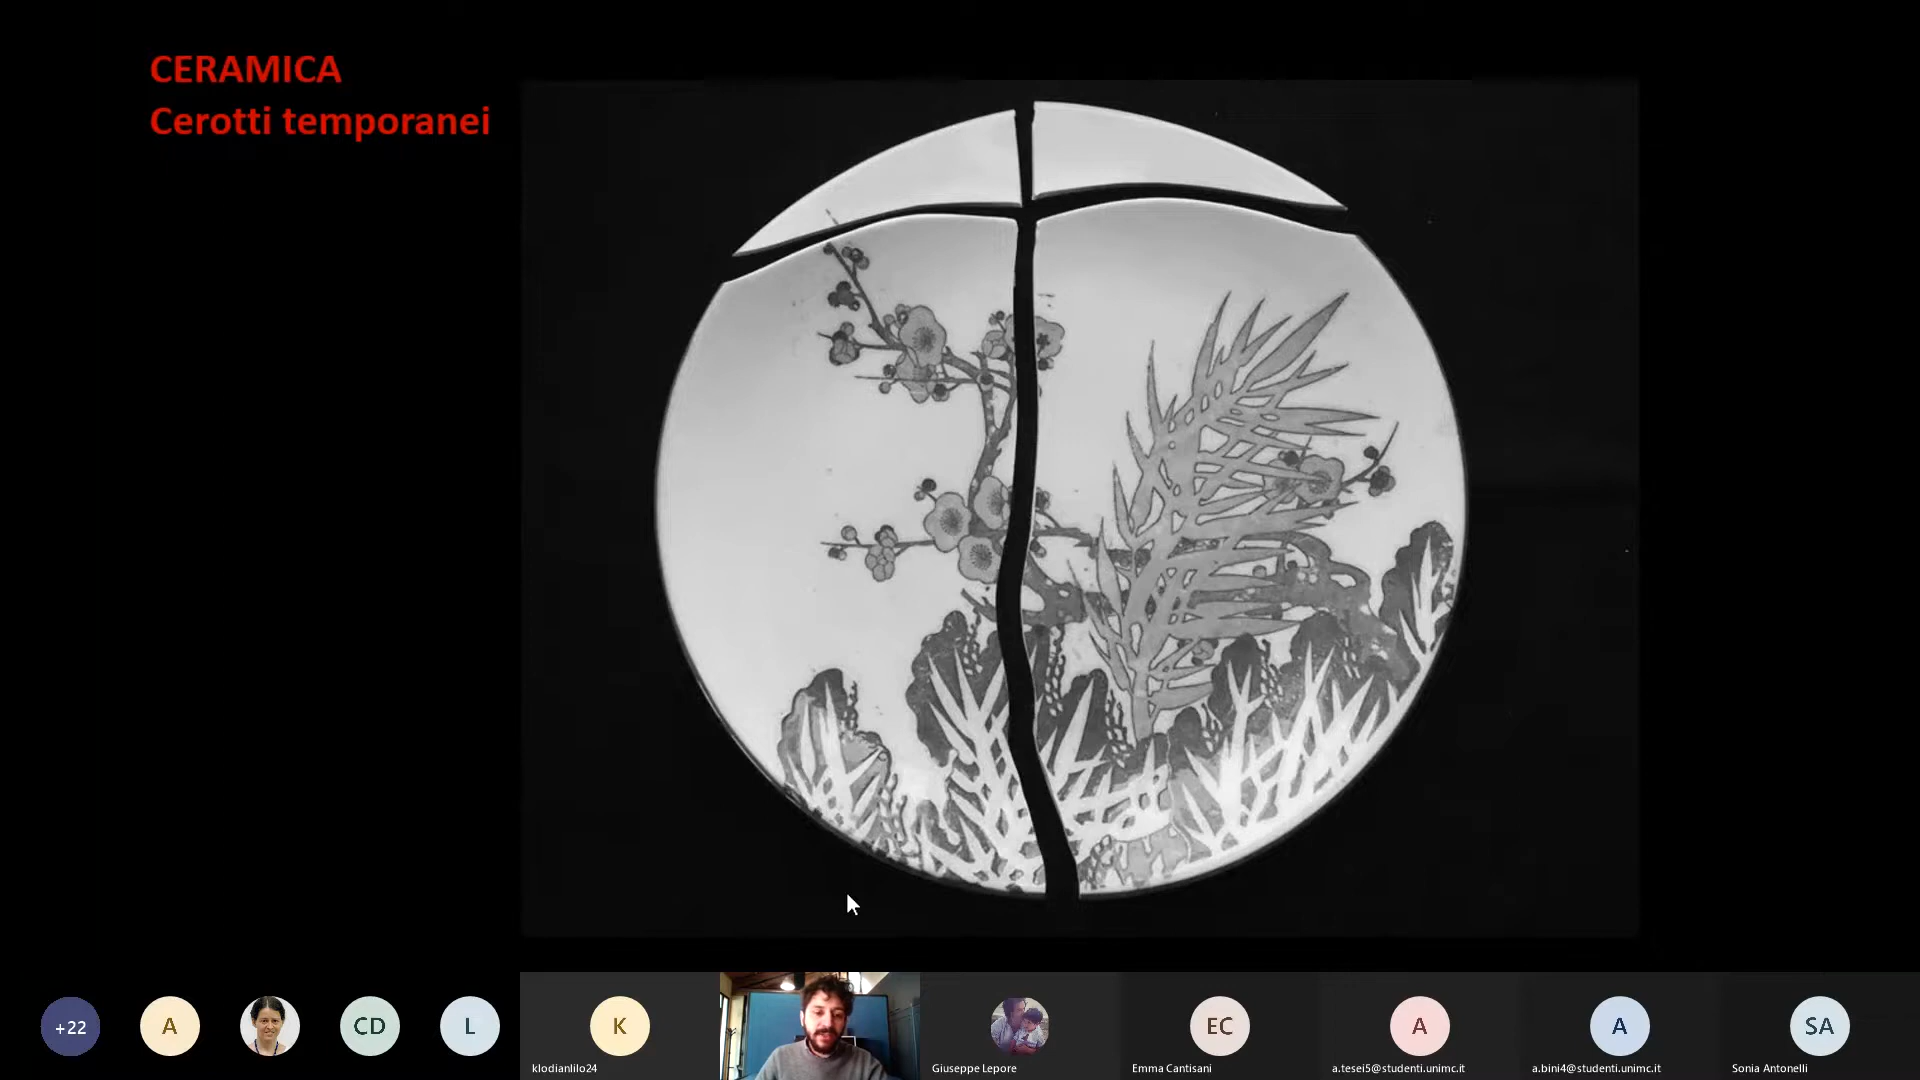 CERAMICA
Cerotti temporanei
+22
A
CD
L
K
EC
A
A
SA
klodianlilo24
Giuseppe Lepore
Emma Cantisani
a.tesei5@studenti.unimc.it
a.bini4@studenti.unimc.it
Sonia Antonelli